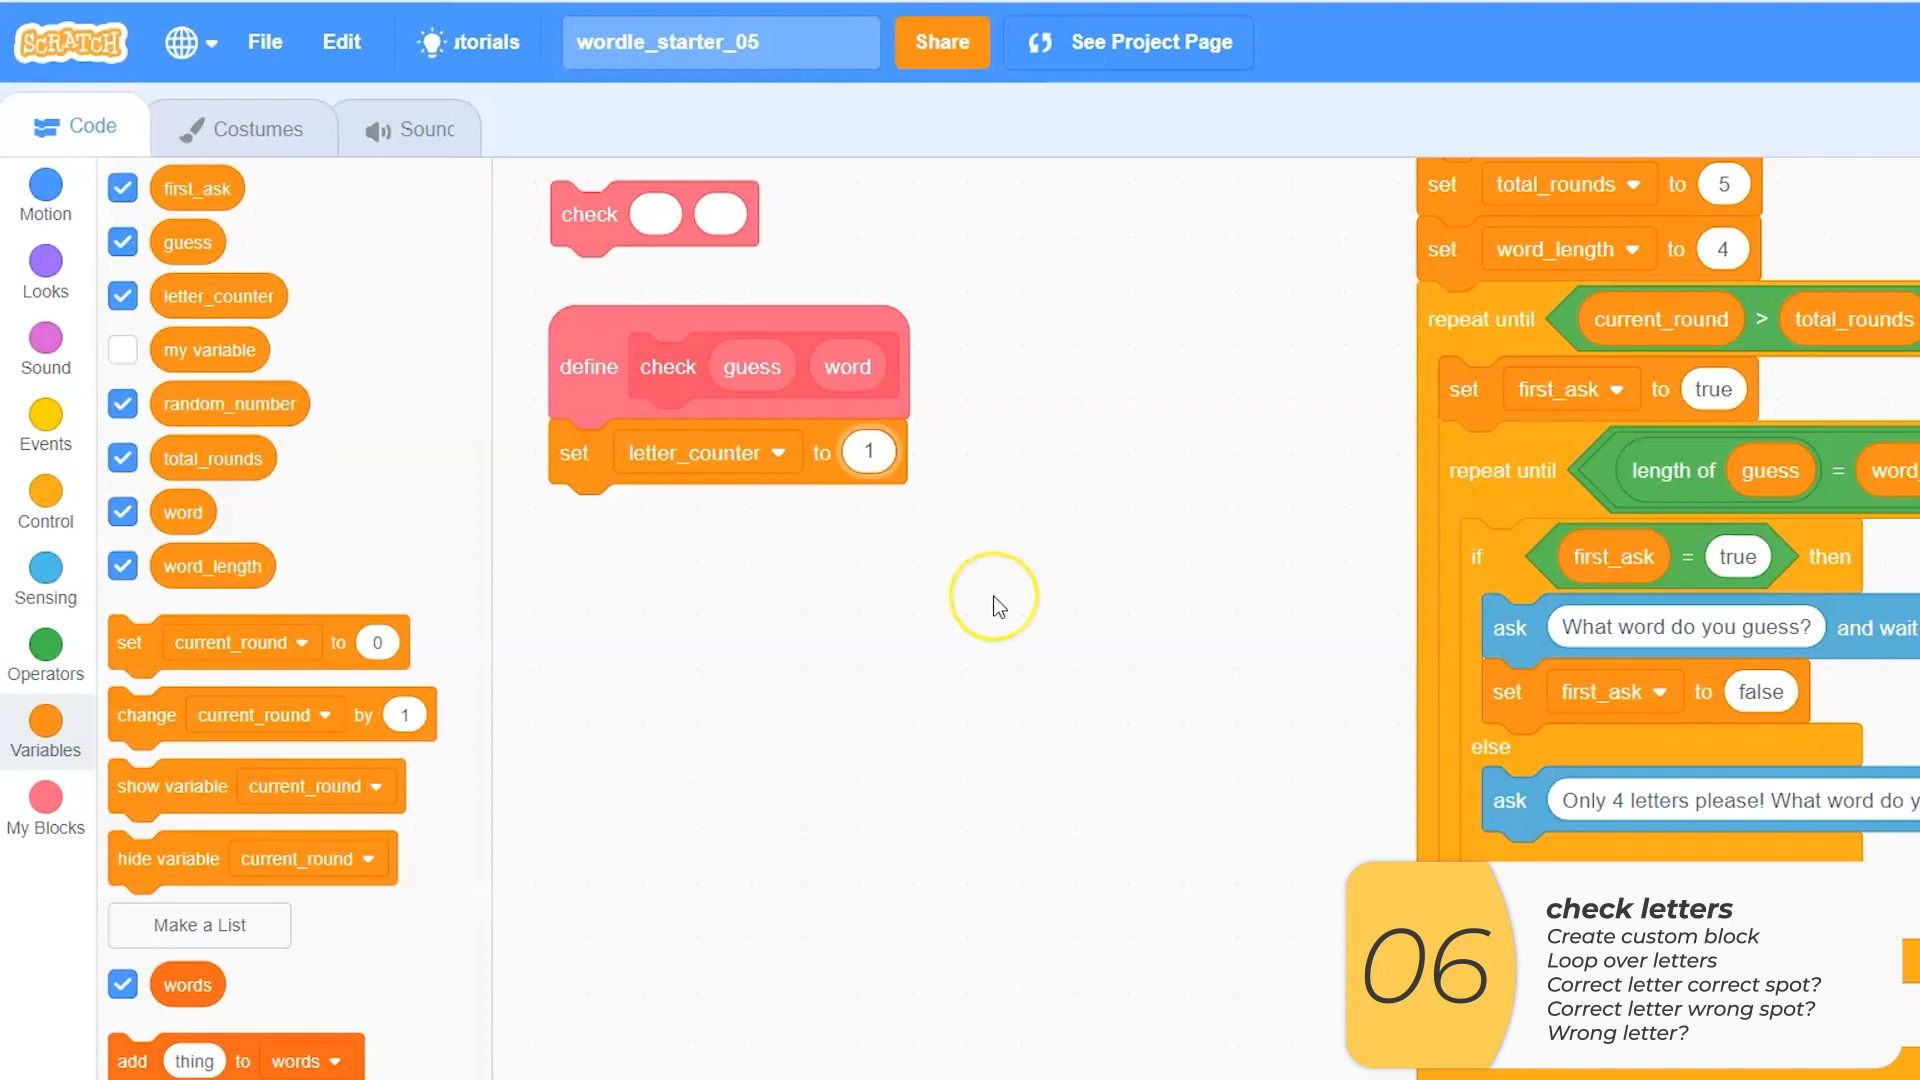 SCRATCH
File
Edit
itorials
wordle_starter_05
Share
See Project Page
Code
Costumes
Sounc
Motion
Looks
Sound
Events
Control
Sensing
Operators
Variables
My Blocks
first_ask
guess
letter_counter
my variable
random_number
total_rounds
word
word_length
set current_round to 0
change current_round by 1
show variable current_round
hide variable current_round
Make a List
words
add thing to words
check
define check guess word
set letter_counter to 1
set total_rounds to 5
set word_length to 4
repeat until current_round > total_rounds
set first_ask to true
repeat until length of guess = word_
if first_ask = true then
ask What word do you guess? and wait
set first_ask to false
else
ask Only 4 letters please! What word do y
06
check letters
Create custom block
Loop over letters
Correct letter correct spot?
Correct letter wrong spot?
Wrong letter?